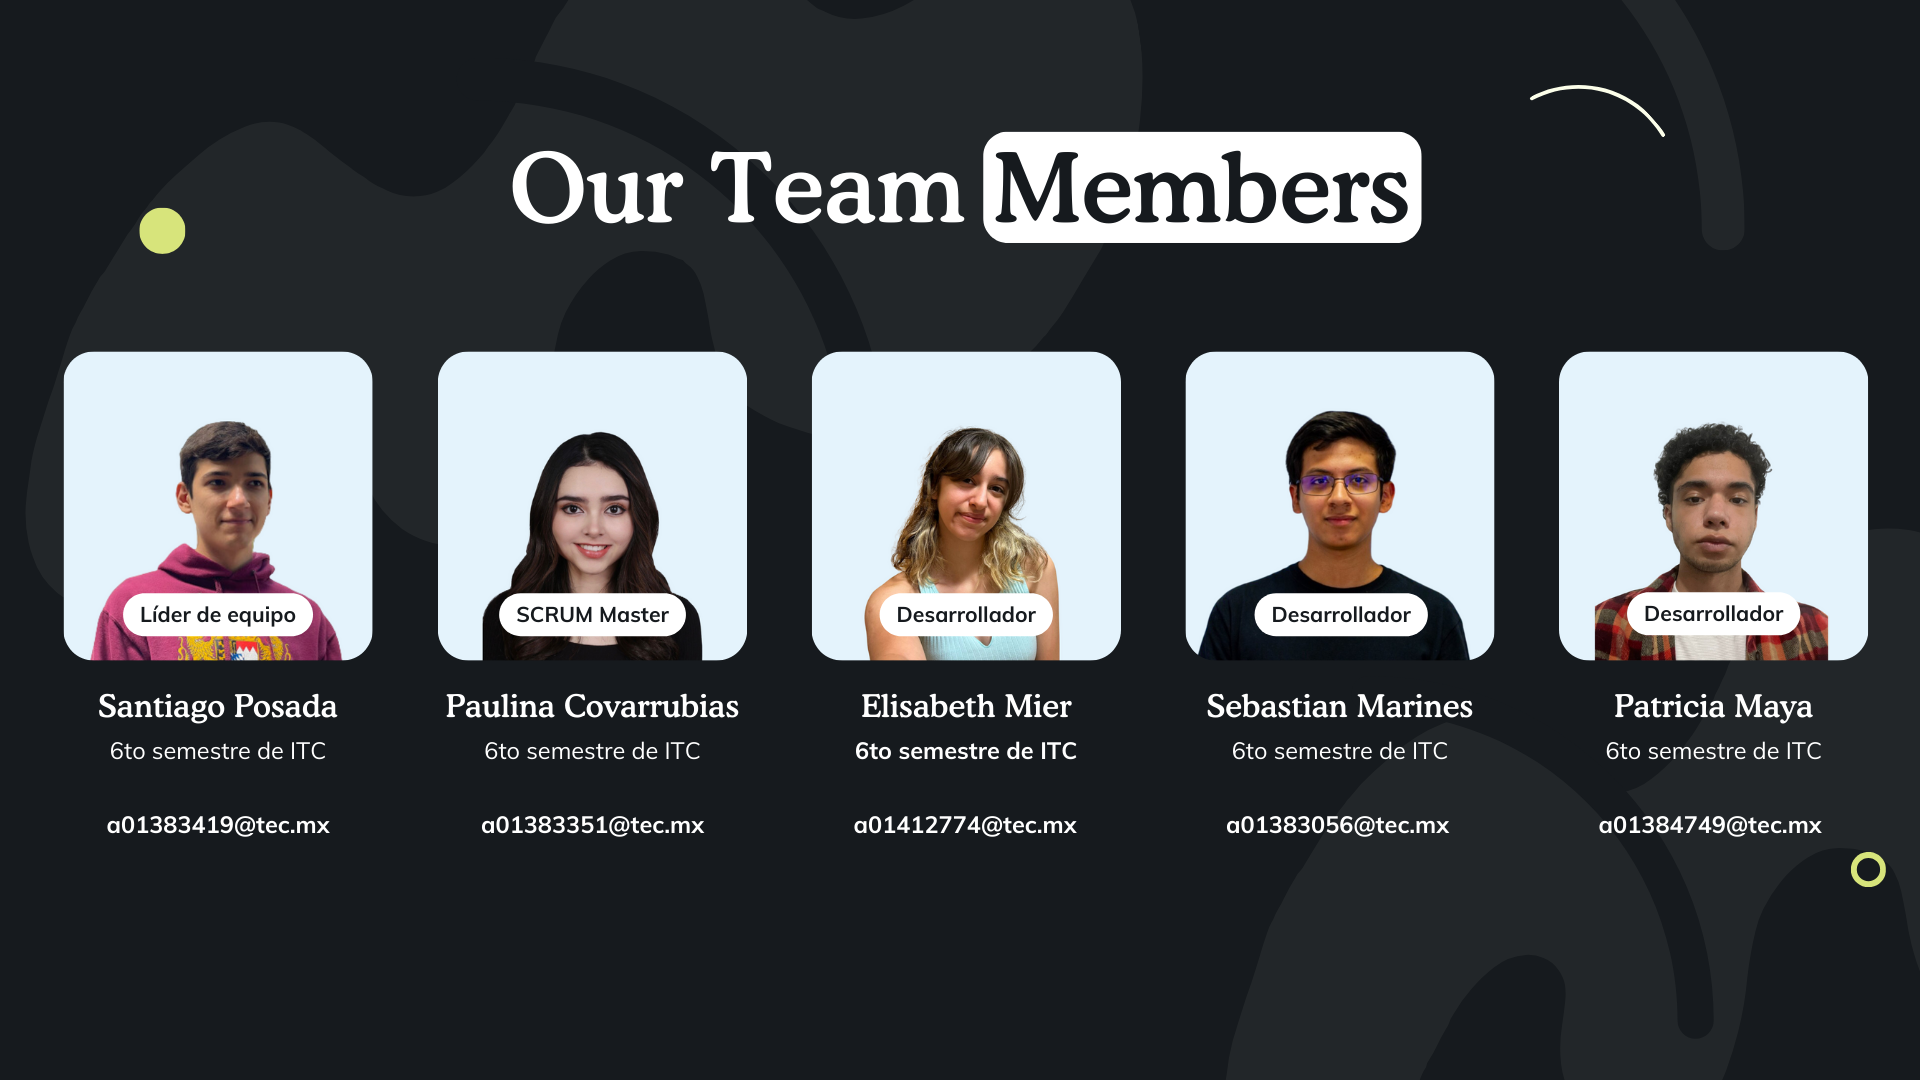 Our Team Members
Líder de equipo
Santiago Posada
6to semestre de ITC
a01383419@tec.mx
SCRUM Master
Paulina Covarrubias
6to semestre de ITC
a01383351@tec.mx
Desarrollador
Elisabeth Mier
6to semestre de ITC
a01412774@tec.mx
Desarrollador
Sebastian Marines
6to semestre de ITC
a01383056@tec.mx
Desarrollador
Patricia Maya
6to semestre de ITC
a01384749@tec.mx